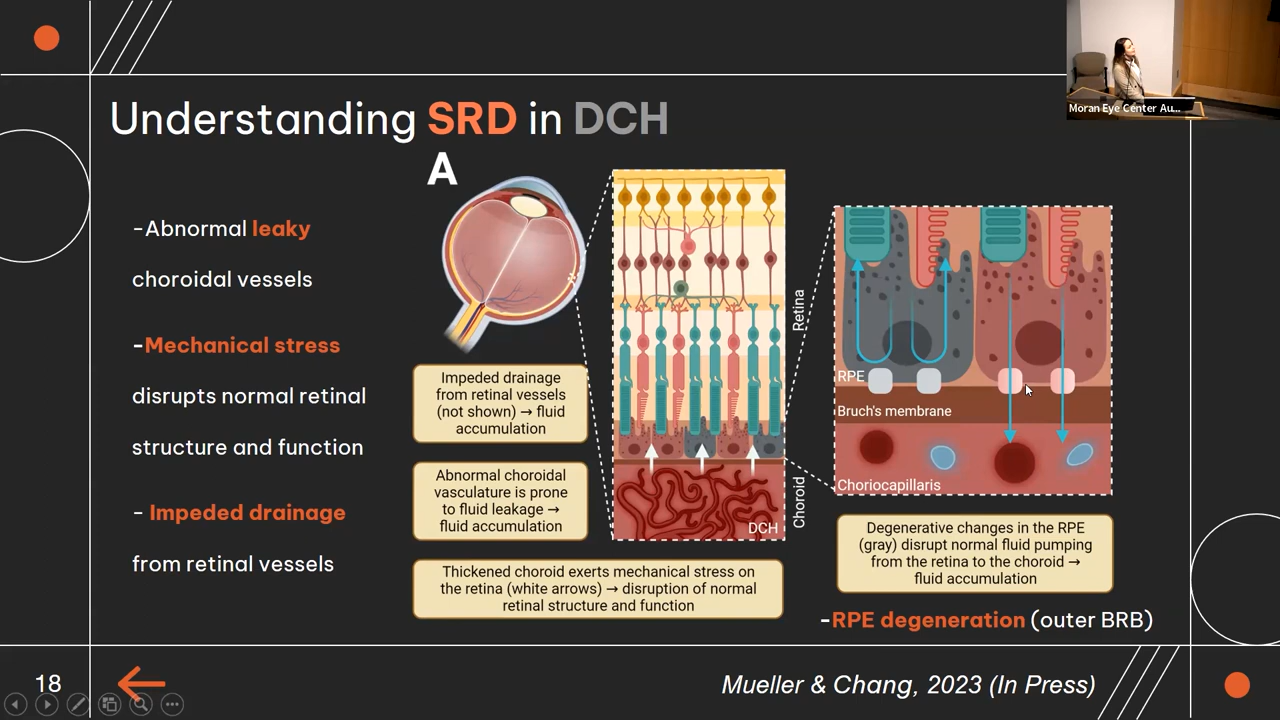 Moran Eye Center Au...
Understanding SRD in DCH
A
-Abnormal leaky
choroidal vessels
-Mechanical stress
disrupts normal retinal
structure and function
- Impeded drainage
from retinal vessels
Impeded drainage
from retinal vessels
(not shown) → fluid
accumulation
Abnormal choroidal
vasculature is prone
to fluid leakage →
fluid accumulation
Thickened choroid exerts mechanical stress on
the retina (white arrows) → disruption of normal
retinal structure and function
DCH
Retina
Choroid
RPE
Bruch's membrane
Choriocapillaris
Degenerative changes in the RPE
(gray) disrupt normal fluid pumping
from the retina to the choroid →
fluid accumulation
-RPE degeneration (outer BRB)
18
Mueller & Chang, 2023 (In Press)